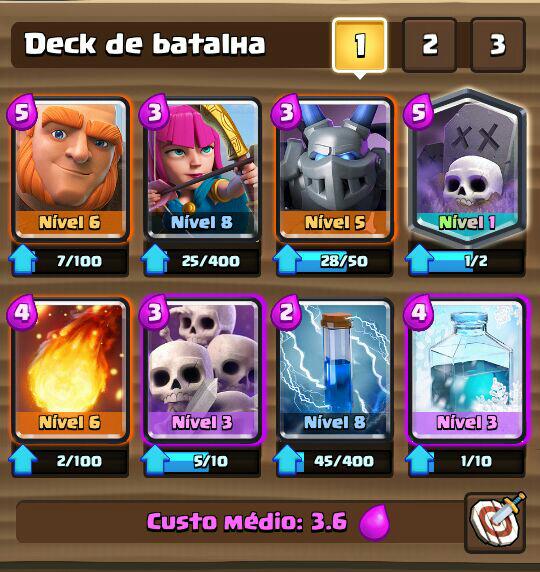 Deck de batalha
1 2 3
5 3 3 5
Nível 6 Nível 8 Nível 5 Nível 1
7/100 25/400 28/50 1/2
4 3 2 4
Nível 6 Nível 3 Nível 8 Nível 3
2/100 5/10 45/400 1/10
Custo médio: 3.6